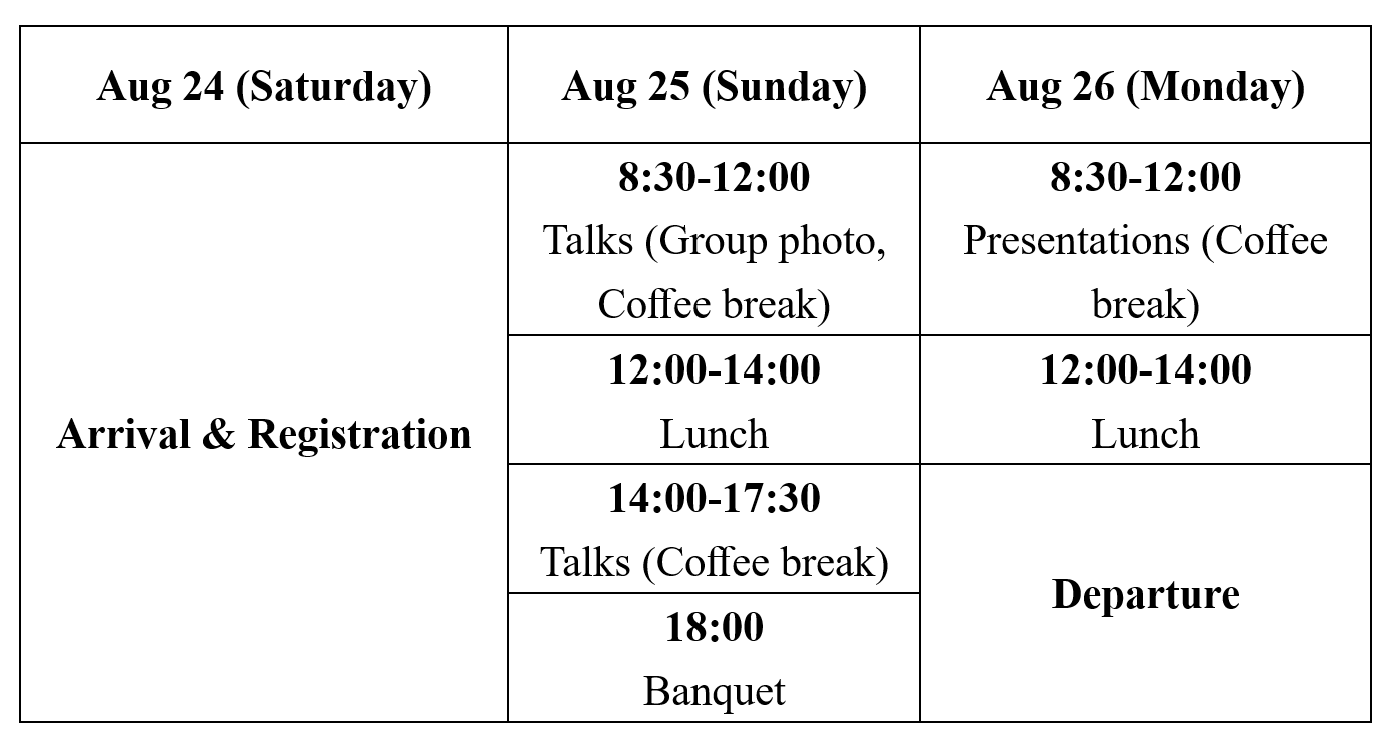 Aug 24 (Saturday)
Aug 25 (Sunday)
Aug 26 (Monday)
Arrival & Registration
8:30-12:00
Talks (Group photo,
Coffee break)
8:30-12:00
Presentations (Coffee
break)
12:00-14:00
Lunch
12:00-14:00
Lunch
14:00-17:30
Talks (Coffee break)
Departure
18:00
Banquet